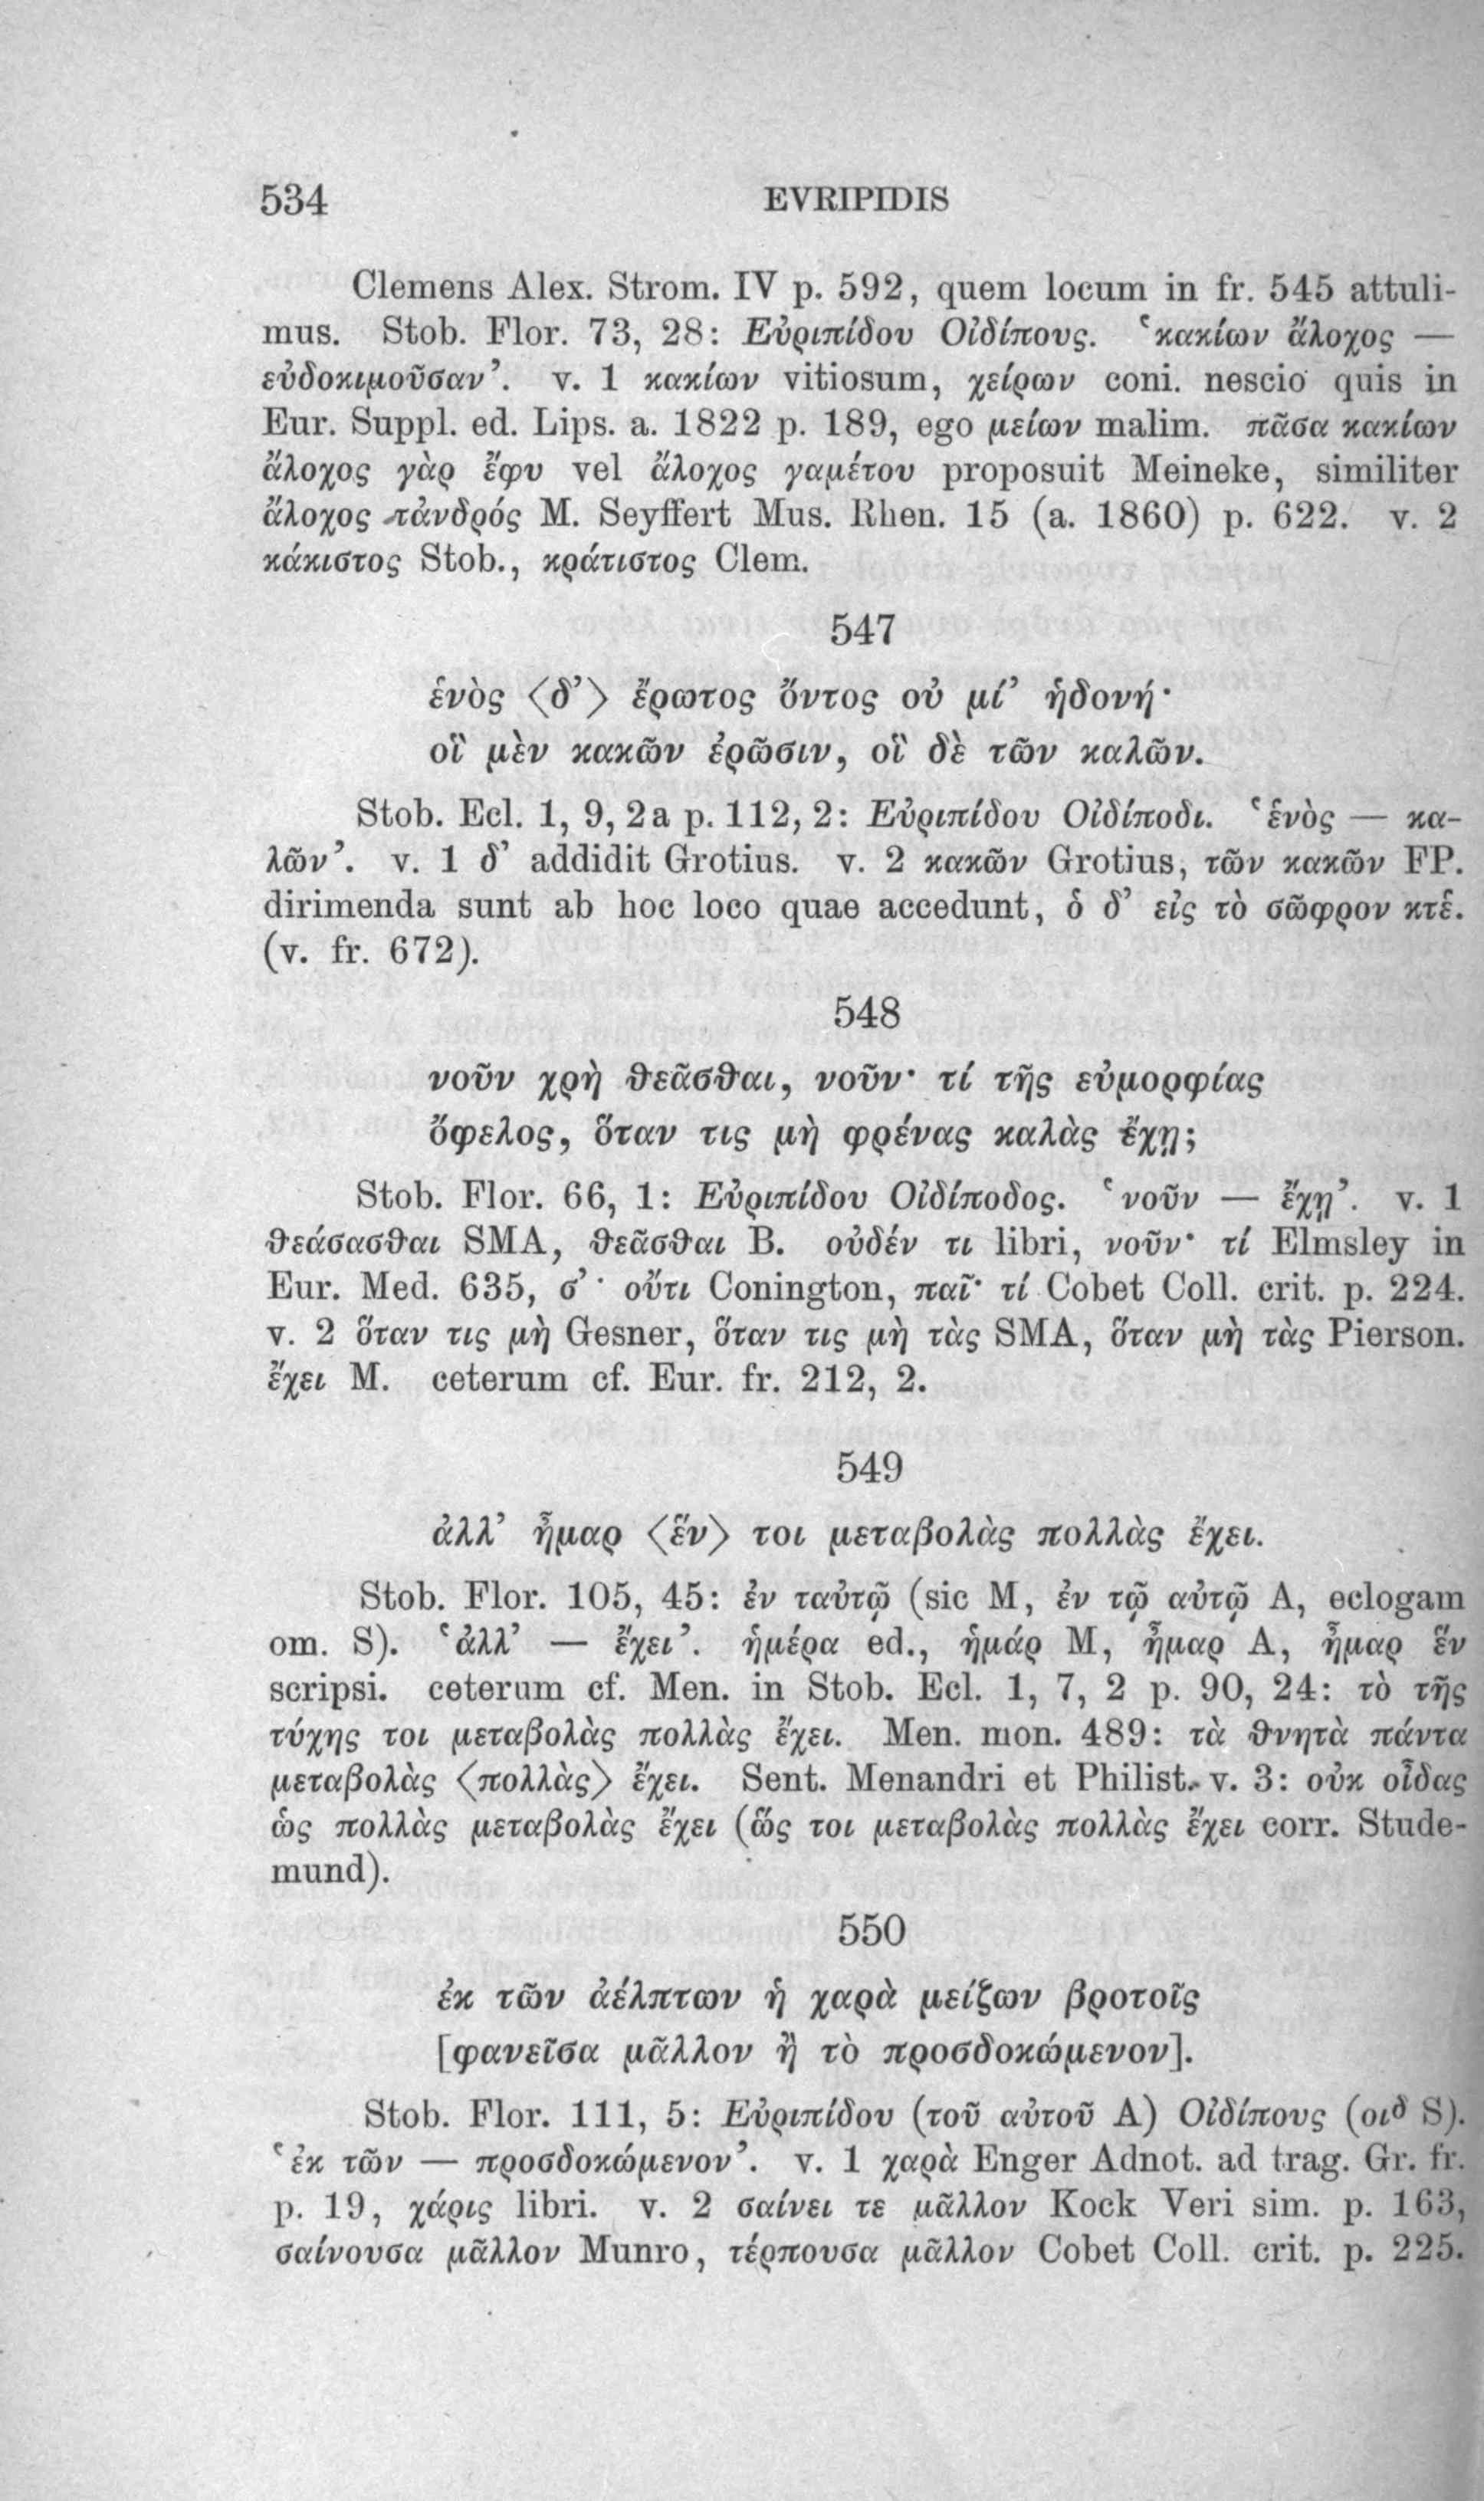 534 EVRIPIDIS
Clemens Alex. Strom. IV p. 592, quem locum in fr. 545 attuli-
mus. Stob. Flor. 73, 28: Εὐριπίδου Οἰδίπους. ‘κακίων ἄλοχος —
εὐδοκιμοῦσαν’. v. 1 κακίων vitiosum, χείρων coni. nescio quis in
Eur. Suppl. ed. Lips. a. 1822 p. 189, ego μείων malim. πᾶσα κακίων
ἄλοχος γὰρ ἔφυ vel ἄλοχος γαμέτου proposuit Meineke, similiter
ἄλοχος τἀνδρός M. Seyffert Mus. Rhen. 15 (a. 1860) p. 622. v. 2
κάκιστος Stob., κράτιστος Clem.
547
ἑνὸς ⟨δ’⟩ ἔρωτος ὄντος οὐ μί’ ἡδονή·
οἳ μὲν κακῶν ἐρῶσιν, οἳ δὲ τῶν καλῶν.
Stob. Ecl. 1, 9, 2a p. 112, 2: Εὐριπίδου Οἰδίποδι. ‘ἑνὸς — κα-
λῶν’. v. 1 δ’ addidit Grotius. v. 2 κακῶν Grotius, τῶν κακῶν FP.
dirimenda sunt ab hoc loco quae accedunt, ὁ δ’ εἰς τὸ σῶφρον κτἑ.
(v. fr. 672).
548
νοῦν χρὴ θεᾶσθαι, νοῦν· τί τῆς εὐμορφίας
ὄφελος, ὅταν τις μὴ φρένας καλὰς ἔχῃ;
Stob. Flor. 66, 1: Εὐριπίδου Οἰδίποδος. ‘νοῦν — ἔχῃ’. v. 1
θεάσασθαι SMA, θεᾶσθαι B. οὐδέν τι libri, νοῦν· τί Elmsley in
Eur. Med. 635, σ’· οὔτι Conington, παῖ· τί Cobet Coll. crit. p. 224.
v. 2 ὅταν τις μὴ Gesner, ὅταν τις μὴ τὰς SMA, ὅταν μὴ τὰς Pierson.
ἔχει M. ceterum cf. Eur. fr. 212, 2.
549
ἀλλ’ ἦμαρ ⟨ἕν⟩ τοι μεταβολὰς πολλὰς ἔχει.
Stob. Flor. 105, 45: ἐν ταὐτῷ (sic M, ἐν τῷ αὐτῷ A, eclogam
om. S). ‘ἀλλ’ — ἔχει’. ἡμέρα ed., ἡμάρ M, ἦμαρ A, ἦμαρ ἕν
scripsi. ceterum cf. Men. in Stob. Ecl. 1, 7, 2 p. 90, 24: τὸ τῆς
τύχης τοι μεταβολὰς πολλὰς ἔχει. Men. mon. 489: τὰ θνητὰ πάντα
μεταβολὰς ⟨πολλὰς⟩ ἔχει. Sent. Menandri et Philist. v. 3: οὐκ οἶδας
ὡς πολλὰς μεταβολὰς ἔχει (ὥς τοι μεταβολὰς πολλὰς ἔχει corr. Stude-
mund).
550
ἐκ τῶν ἀέλπτων ἡ χαρὰ μείζων βροτοῖς
[φανεῖσα μᾶλλον ἢ τὸ προσδοκώμενον].
Stob. Flor. 111, 5: Εὐριπίδου (τοῦ αὐτοῦ A) Οἰδίπους (οιδ S).
‘ἐκ τῶν — προσδοκώμενον’. v. 1 χαρὰ Enger Adnot. ad trag. Gr. fr.
p. 19, χάρις libri. v. 2 σαίνει τε μᾶλλον Kock Veri sim. p. 163,
σαίνουσα μᾶλλον Munro, τέρπουσα μᾶλλον Cobet Coll. crit. p. 225.